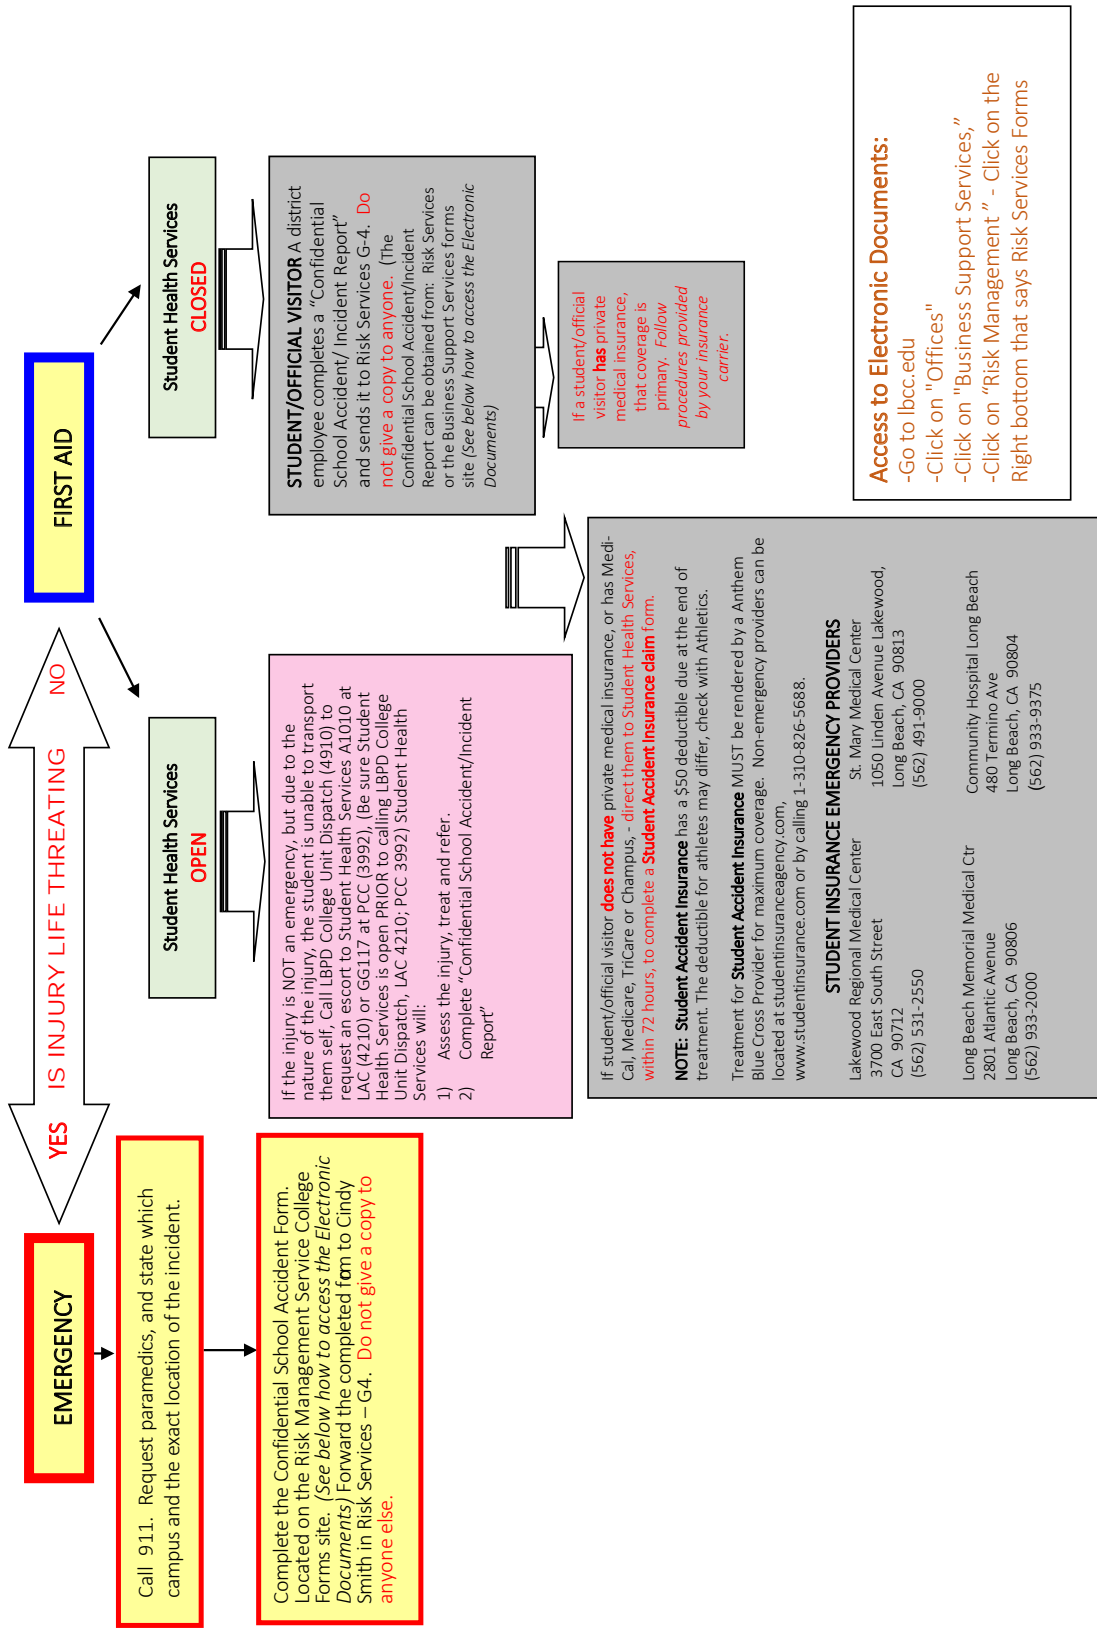 YES IS INJURY LIFE THREATING NO
EMERGENCY
FIRST AID
Call 911. Request paramedics, and state which
campus and the exact location of the incident.
Complete the Confidential School Accident Form.
Located on the Risk Management Service College
Forms site. (See below how to access the Electronic
Documents) Forward the completed form to Cindy
Smith in Risk Services – G4. Do not give a copy to
anyone else.
Student Health Services
OPEN
If the injury is NOT an emergency, but due to the
nature of the injury, the student is unable to transport
them self, Call LBPD College Unit Dispatch (4910) to
request an escort to Student Health Services A1010 at
LAC (4210) or GG117 at PCC (3992), (Be sure Student
Health Services is open PRIOR to calling LBPD College
Unit Dispatch, LAC 4210; PCC 3992) Student Health
Services will:
1) Assess the injury, treat and refer.
2) Complete “Confidential School Accident/Incident
Report”
Student Health Services
CLOSED
STUDENT/OFFICIAL VISITOR A district
employee completes a “Confidential
School Accident/ Incident Report”
and sends it to Risk Services G-4. Do
not give a copy to anyone. (The
Confidential School Accident/Incident
Report can be obtained from: Risk Services
or the Business Support Services forms
site (See below how to access the Electronic
Documents)
If a student/official
visitor has private
medical insurance,
that coverage is
primary. Follow
procedures provided
by your insurance
carrier.
If student/official visitor does not have private medical insurance, or has Medi-
Cal, Medicare, TriCare or Champus, - direct them to Student Health Services,
within 72 hours, to complete a Student Accident Insurance claim form.
NOTE: Student Accident Insurance has a $50 deductible due at the end of
treatment. The deductible for athletes may differ, check with Athletics.
Treatment for Student Accident Insurance MUST be rendered by a Anthem
Blue Cross Provider for maximum coverage. Non-emergency providers can be
located at studentinsuranceagency.com,
www.studentinsurance.com or by calling 1-310-826-5688.
STUDENT INSURANCE EMERGENCY PROVIDERS
Lakewood Regional Medical Center St. Mary Medical Center
3700 East South Street 1050 Linden Avenue Lakewood,
CA 90712 Long Beach, CA 90813
(562) 531-2550 (562) 491-9000
Long Beach Memorial Medical Ctr Community Hospital Long Beach
2801 Atlantic Avenue 480 Termino Ave
Long Beach, CA 90806 Long Beach, CA 90804
(562) 933-2000 (562) 933-9375
Access to Electronic Documents:
-Go to lbcc.edu
-Click on "Offices"
-Click on "Business Support Services,”
-Click on “Risk Management” - Click on the
Right bottom that says Risk Services Forms